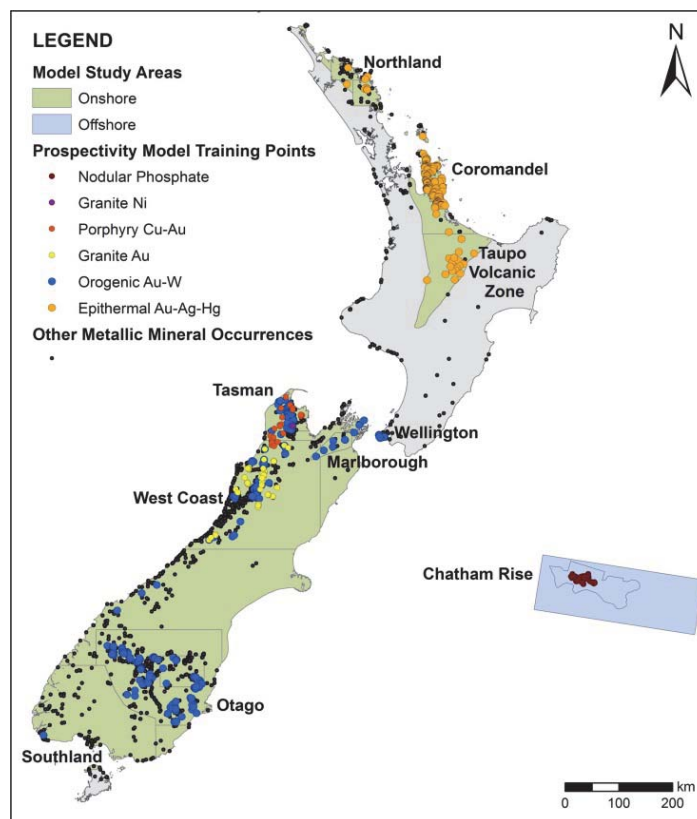 LEGEND
Model Study Areas
Onshore
Offshore
Prospectivity Model Training Points
Nodular Phosphate
Granite Ni
Porphyry Cu-Au
Granite Au
Orogenic Au-W
Epithermal Au-Ag-Hg
Other Metallic Mineral Occurrences
N
Northland
Coromandel
Taupo
Volcanic
Zone
Tasman
Wellington
Marlborough
West Coast
Chatham Rise
Otago
Southland
km
0 100 200